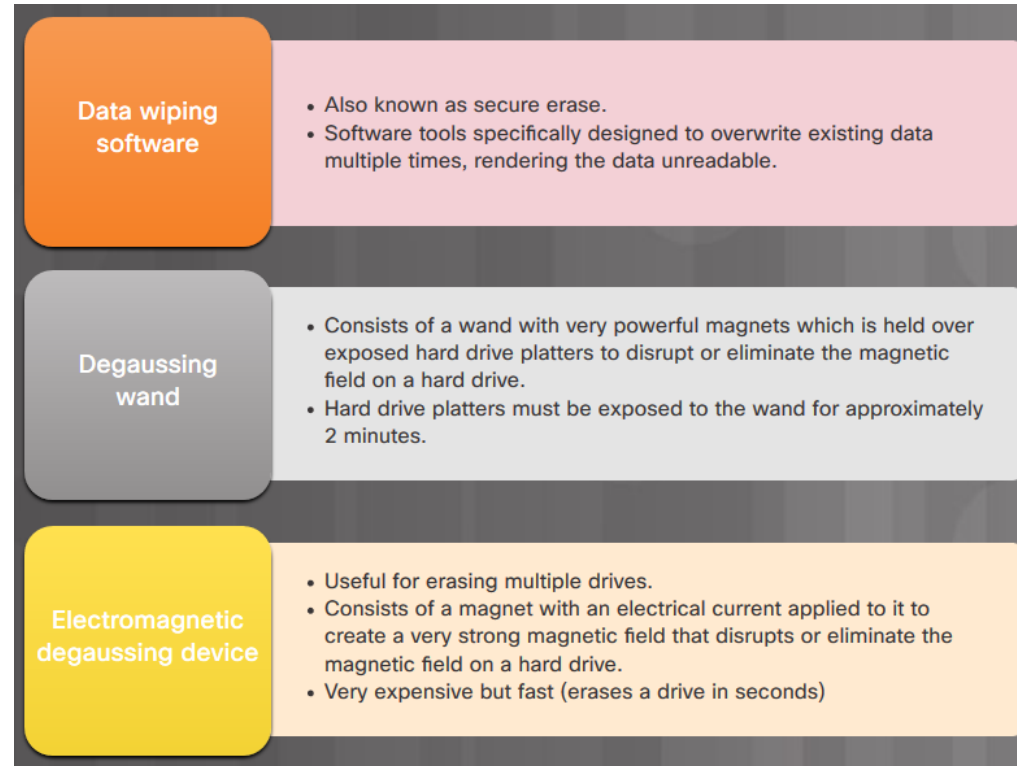 Data wiping
software
• Also known as secure erase.
• Software tools specifically designed to overwrite existing data
multiple times, rendering the data unreadable.
Degaussing
wand
• Consists of a wand with very powerful magnets which is held over
exposed hard drive platters to disrupt or eliminate the magnetic
field on a hard drive.
• Hard drive platters must be exposed to the wand for approximately
2 minutes.
Electromagnetic
degaussing device
• Useful for erasing multiple drives.
• Consists of a magnet with an electrical current applied to it to
create a very strong magnetic field that disrupts or eliminate the
magnetic field on a hard drive.
• Very expensive but fast (erases a drive in seconds)